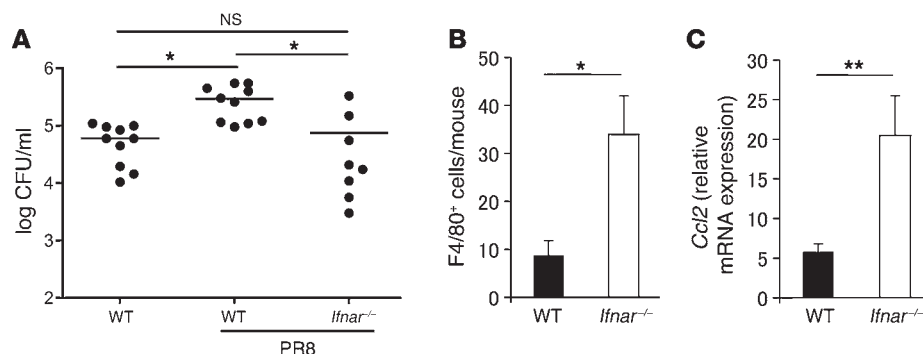 A
NS
*
*
log CFU/ml
6
5
4
3
2
WT
WT
Ifnar–/–
PR8
B
*
F4/80+ cells/mouse
50
40
30
20
10
0
WT
Ifnar–/–
C
**
Ccl2 (relative
mRNA expression)
30
25
20
15
10
5
0
WT
Ifnar–/–